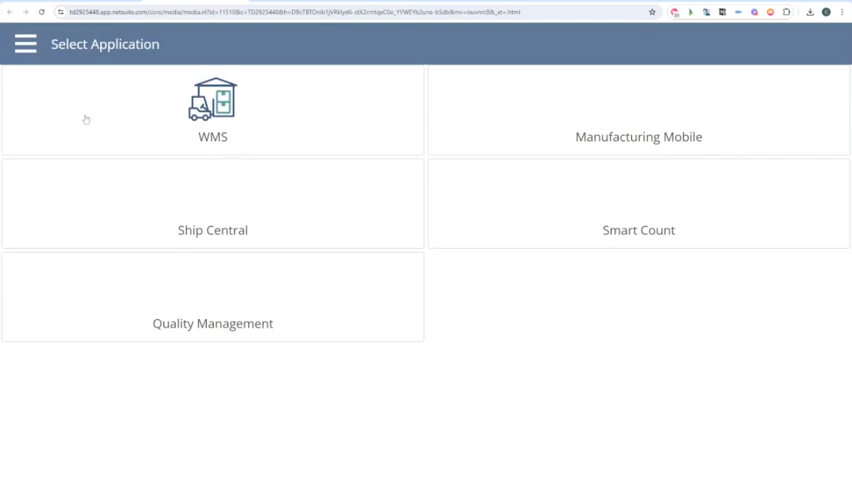 Select Application
WMS
Manufacturing Mobile
Ship Central
Smart Count
Quality Management